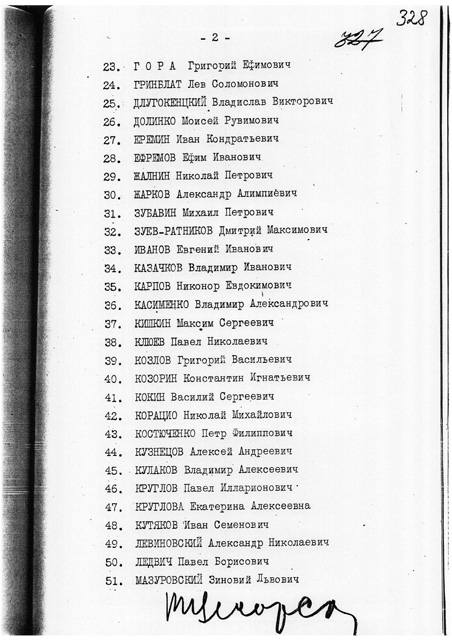 328
- 2 -
327
23. Г О Р А Григорий Ефимович
24. ГРИНБЛАТ Лев Соломонович
25. ДЛУГОКЕНЦКИЙ Владислав Викторович
26. ДОЛИНКО Моисей Рувимович
27. ЕРЕМИН Иван Кондратьевич
28. ЕФРЕМОВ Ефим Иванович
29. ЖАЛНИН Николай Петрович
30. ЖАРКОВ Александр Алимпиевич
31. ЗУБАВИН Михаил Петрович
32. ЗУЕВ-РАТНИКОВ Дмитрий Максимович
33. ИВАНОВ Евгений Иванович
34. КАЗАЧКОВ Владимир Иванович
35. КАРПОВ Никонор Евдокимович
36. КАСИМЕНКО Владимир Александрович
37. КИШКИН Максим Сергеевич
38. КЛЮЕВ Павел Николаевич
39. КОЗЛОВ Григорий Васильевич
40. КОЗОРИН Константин Игнатьевич
41. КОКИН Василий Сергеевич
42. КОРАЦИО Николай Михайлович
43. КОСТЮЧЕНКО Петр Филиппович
44. КУЗНЕЦОВ Алексей Андреевич
45. КУЛАКОВ Владимир Алексеевич
46. КРУГЛОВ Павел Илларионович
47. КРУГЛОВА Екатерина Алексеевна
48. КУТЯКОВ Иван Семенович
49. ЛЕВИНОВСКИЙ Александр Николаевич
50. ЛЕДВИЧ Павел Борисович
51. МАЗУРОВСКИЙ Зиновий Львович